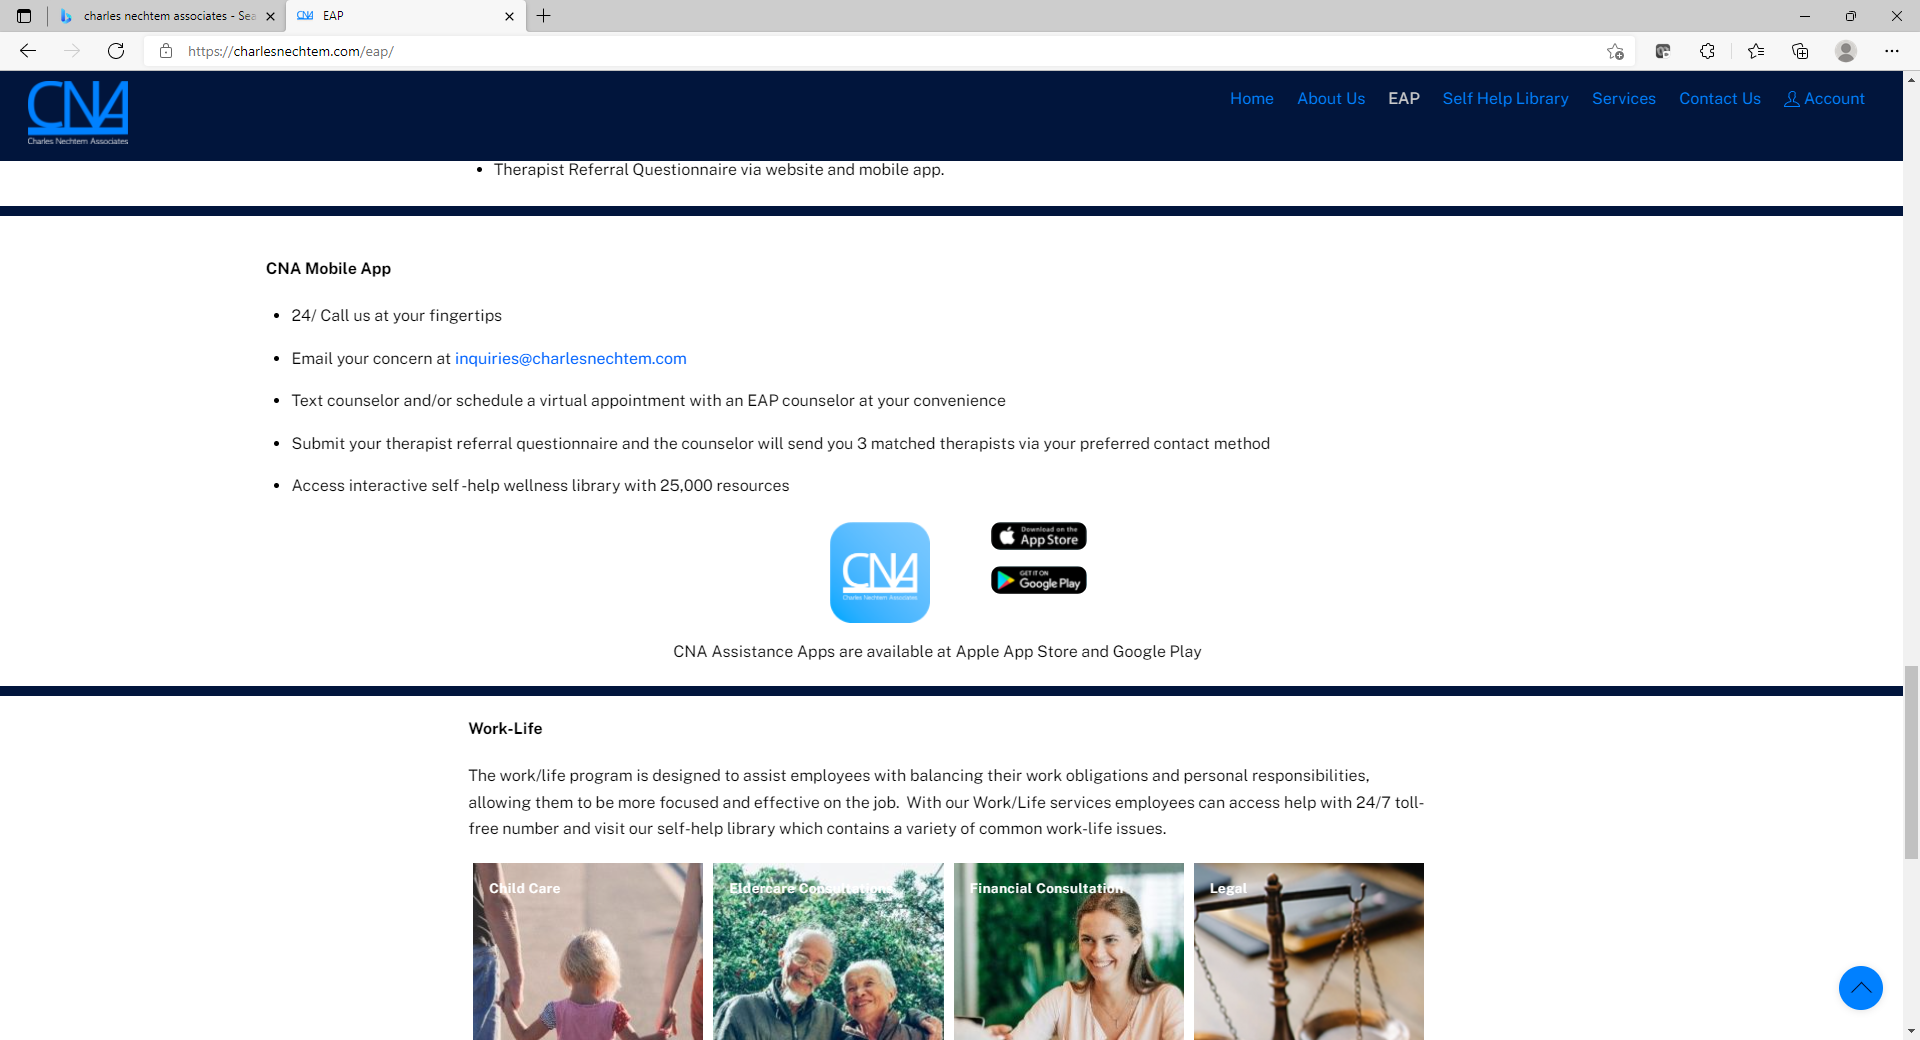 charles nechtem associates - Sea
EAP
https://charlesnechtem.com/eap/
CNA
Charles Nechtem Associates
Home
About Us
EAP
Self Help Library
Services
Contact Us
Account
Therapist Referral Questionnaire via website and mobile app.
CNA Mobile App
24/ Call us at your fingertips
Email your concern at inquiries@charlesnechtem.com
Text counselor and/or schedule a virtual appointment with an EAP counselor at your convenience
Submit your therapist referral questionnaire and the counselor will send you 3 matched therapists via your preferred contact method
Access interactive self-help wellness library with 25,000 resources
CNA
Charles Nechtem Associates
Download on the
App Store
GET IT ON
Google Play
CNA Assistance Apps are available at Apple App Store and Google Play
Work-Life
The work/life program is designed to assist employees with balancing their work obligations and personal responsibilities,
allowing them to be more focused and effective on the job. With our Work/Life services employees can access help with 24/7 toll-
free number and visit our self-help library which contains a variety of common work-life issues.
Child Care
Eldercare Consultations
Financial Consultation
Legal